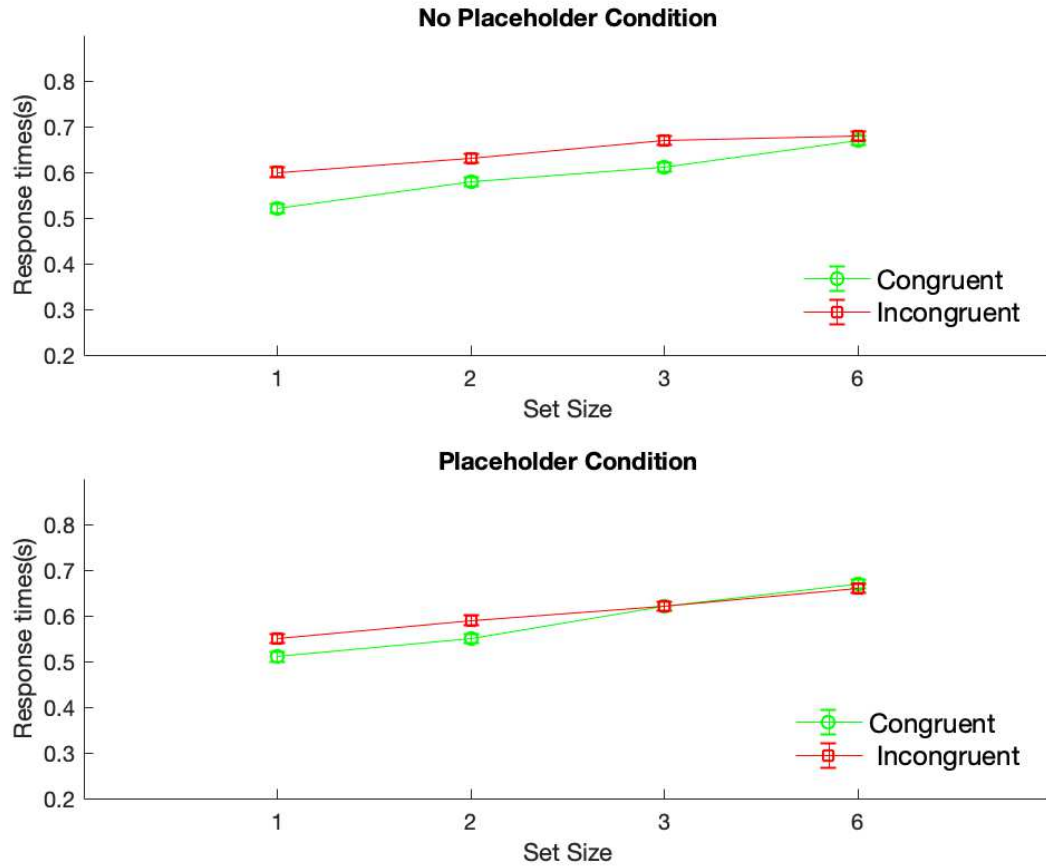 No Placeholder Condition
Response times(s)
0.8
0.7
0.6
0.5
0.4
0.3
0.2
Congruent
Incongruent
1 2 3 6
Set Size
Placeholder Condition
Response times(s)
0.8
0.7
0.6
0.5
0.4
0.3
0.2
Congruent
Incongruent
1 2 3 6
Set Size